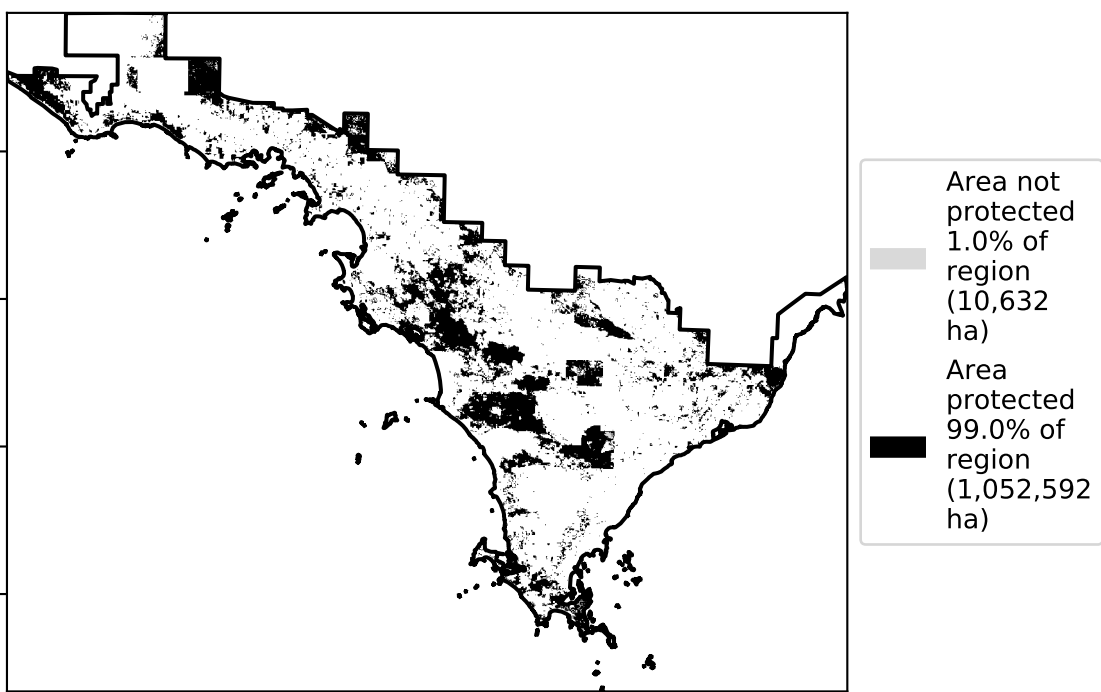 Area not
protected
1.0% of
region
(10,632
ha)
Area
protected
99.0% of
region
(1,052,592
ha)